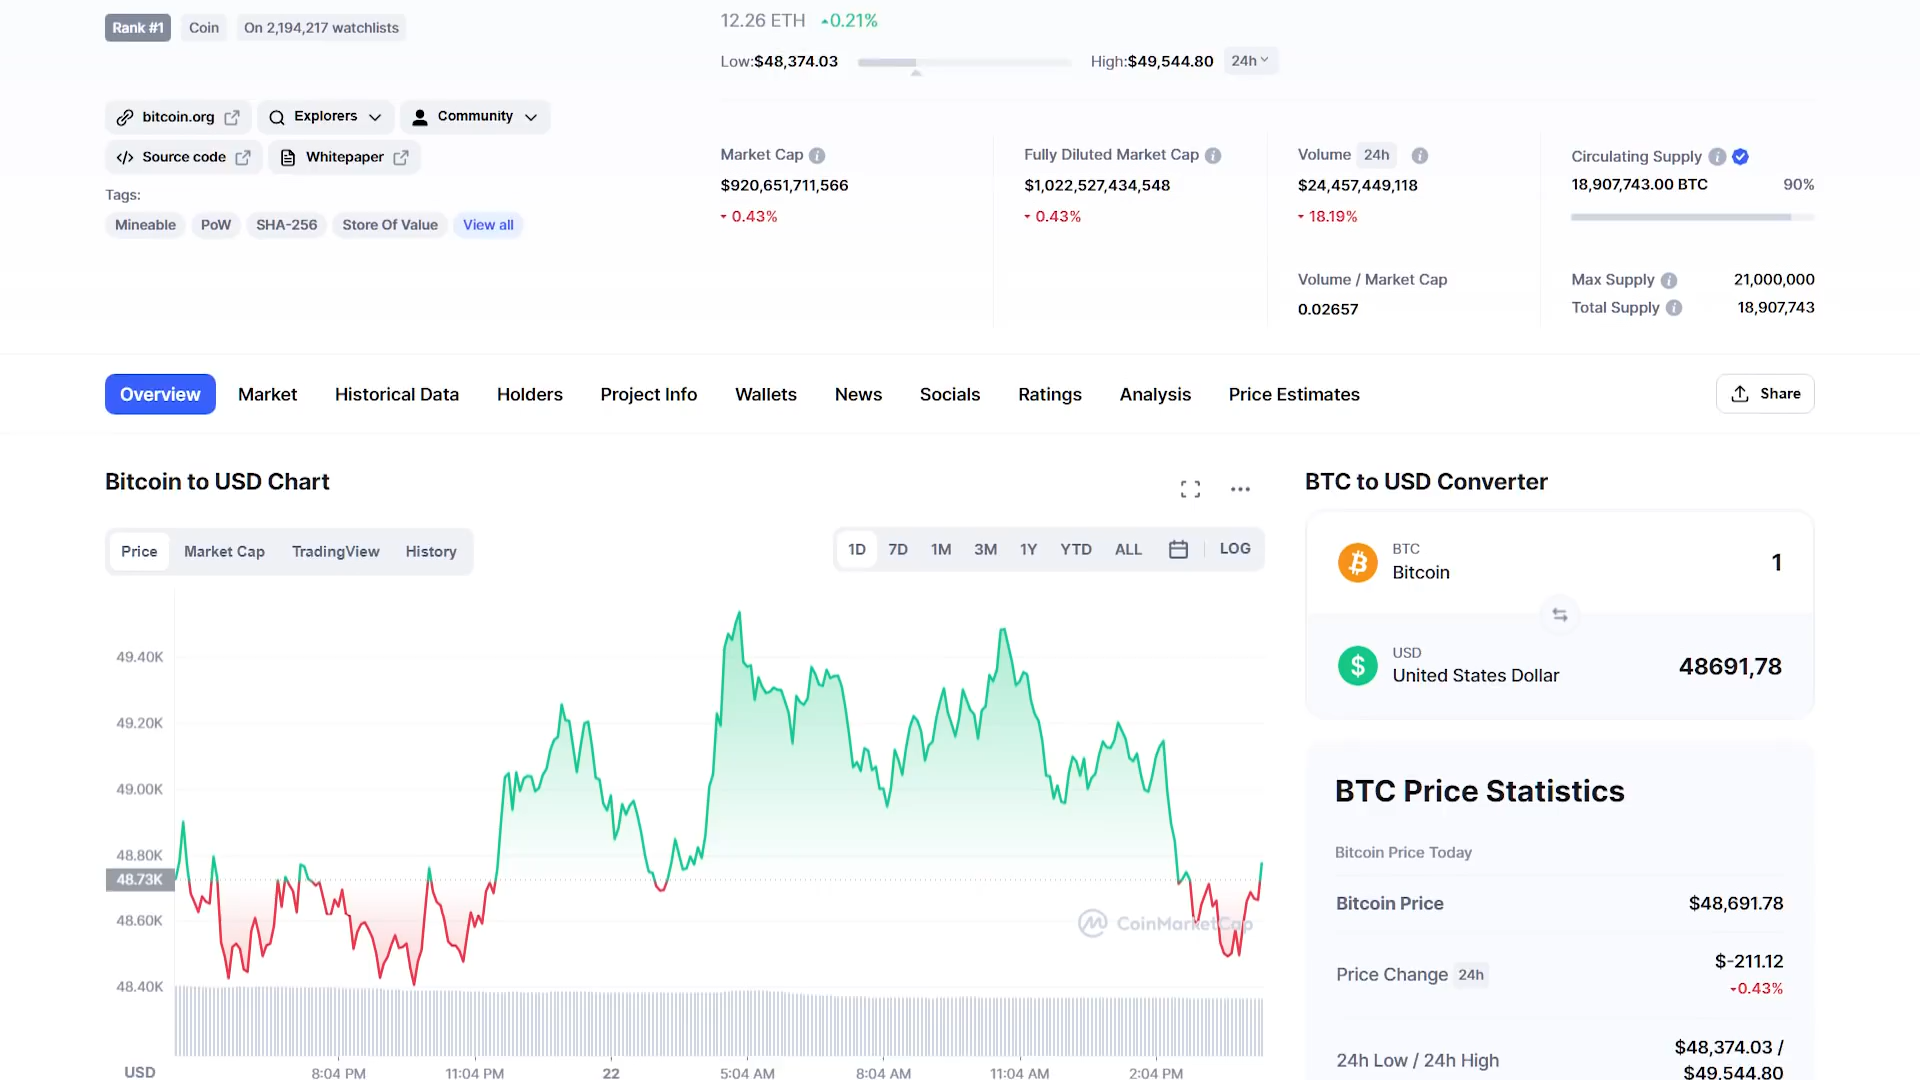 Rank #1 Coin On 2,194,217 watchlists
12.26 ETH 0.21%
Low:$48,374.03 High:$49,544.80 24h
bitcoin.org Explorers Community
Source code Whitepaper
Tags:
Mineable PoW SHA-256 Store Of Value View all
Market Cap
$920,651,711,566
0.43%
Fully Diluted Market Cap
$1,022,527,434,548
0.43%
Volume 24h
$24,457,449,118
18.19%
Volume / Market Cap
0.02657
Circulating Supply
18,907,743.00 BTC 90%
Max Supply 21,000,000
Total Supply 18,907,743
Overview Market Historical Data Holders Project Info Wallets News Socials Ratings Analysis Price Estimates Share
Bitcoin to USD Chart
Price Market Cap TradingView History
1D 7D 1M 3M 1Y YTD ALL LOG
49.40K
49.20K
49.00K
48.80K
48.73K
48.60K
48.40K
CoinMarketCap
USD 8:04 PM 11:04 PM 22 5:04 AM 8:04 AM 11:04 AM 2:04 PM
BTC to USD Converter
BTC
Bitcoin 1
USD
United States Dollar 48691,78
BTC Price Statistics
Bitcoin Price Today
Bitcoin Price $48,691.78
Price Change 24h $-211.12
0.43%
24h Low / 24h High $48,374.03 /
$49,544.80